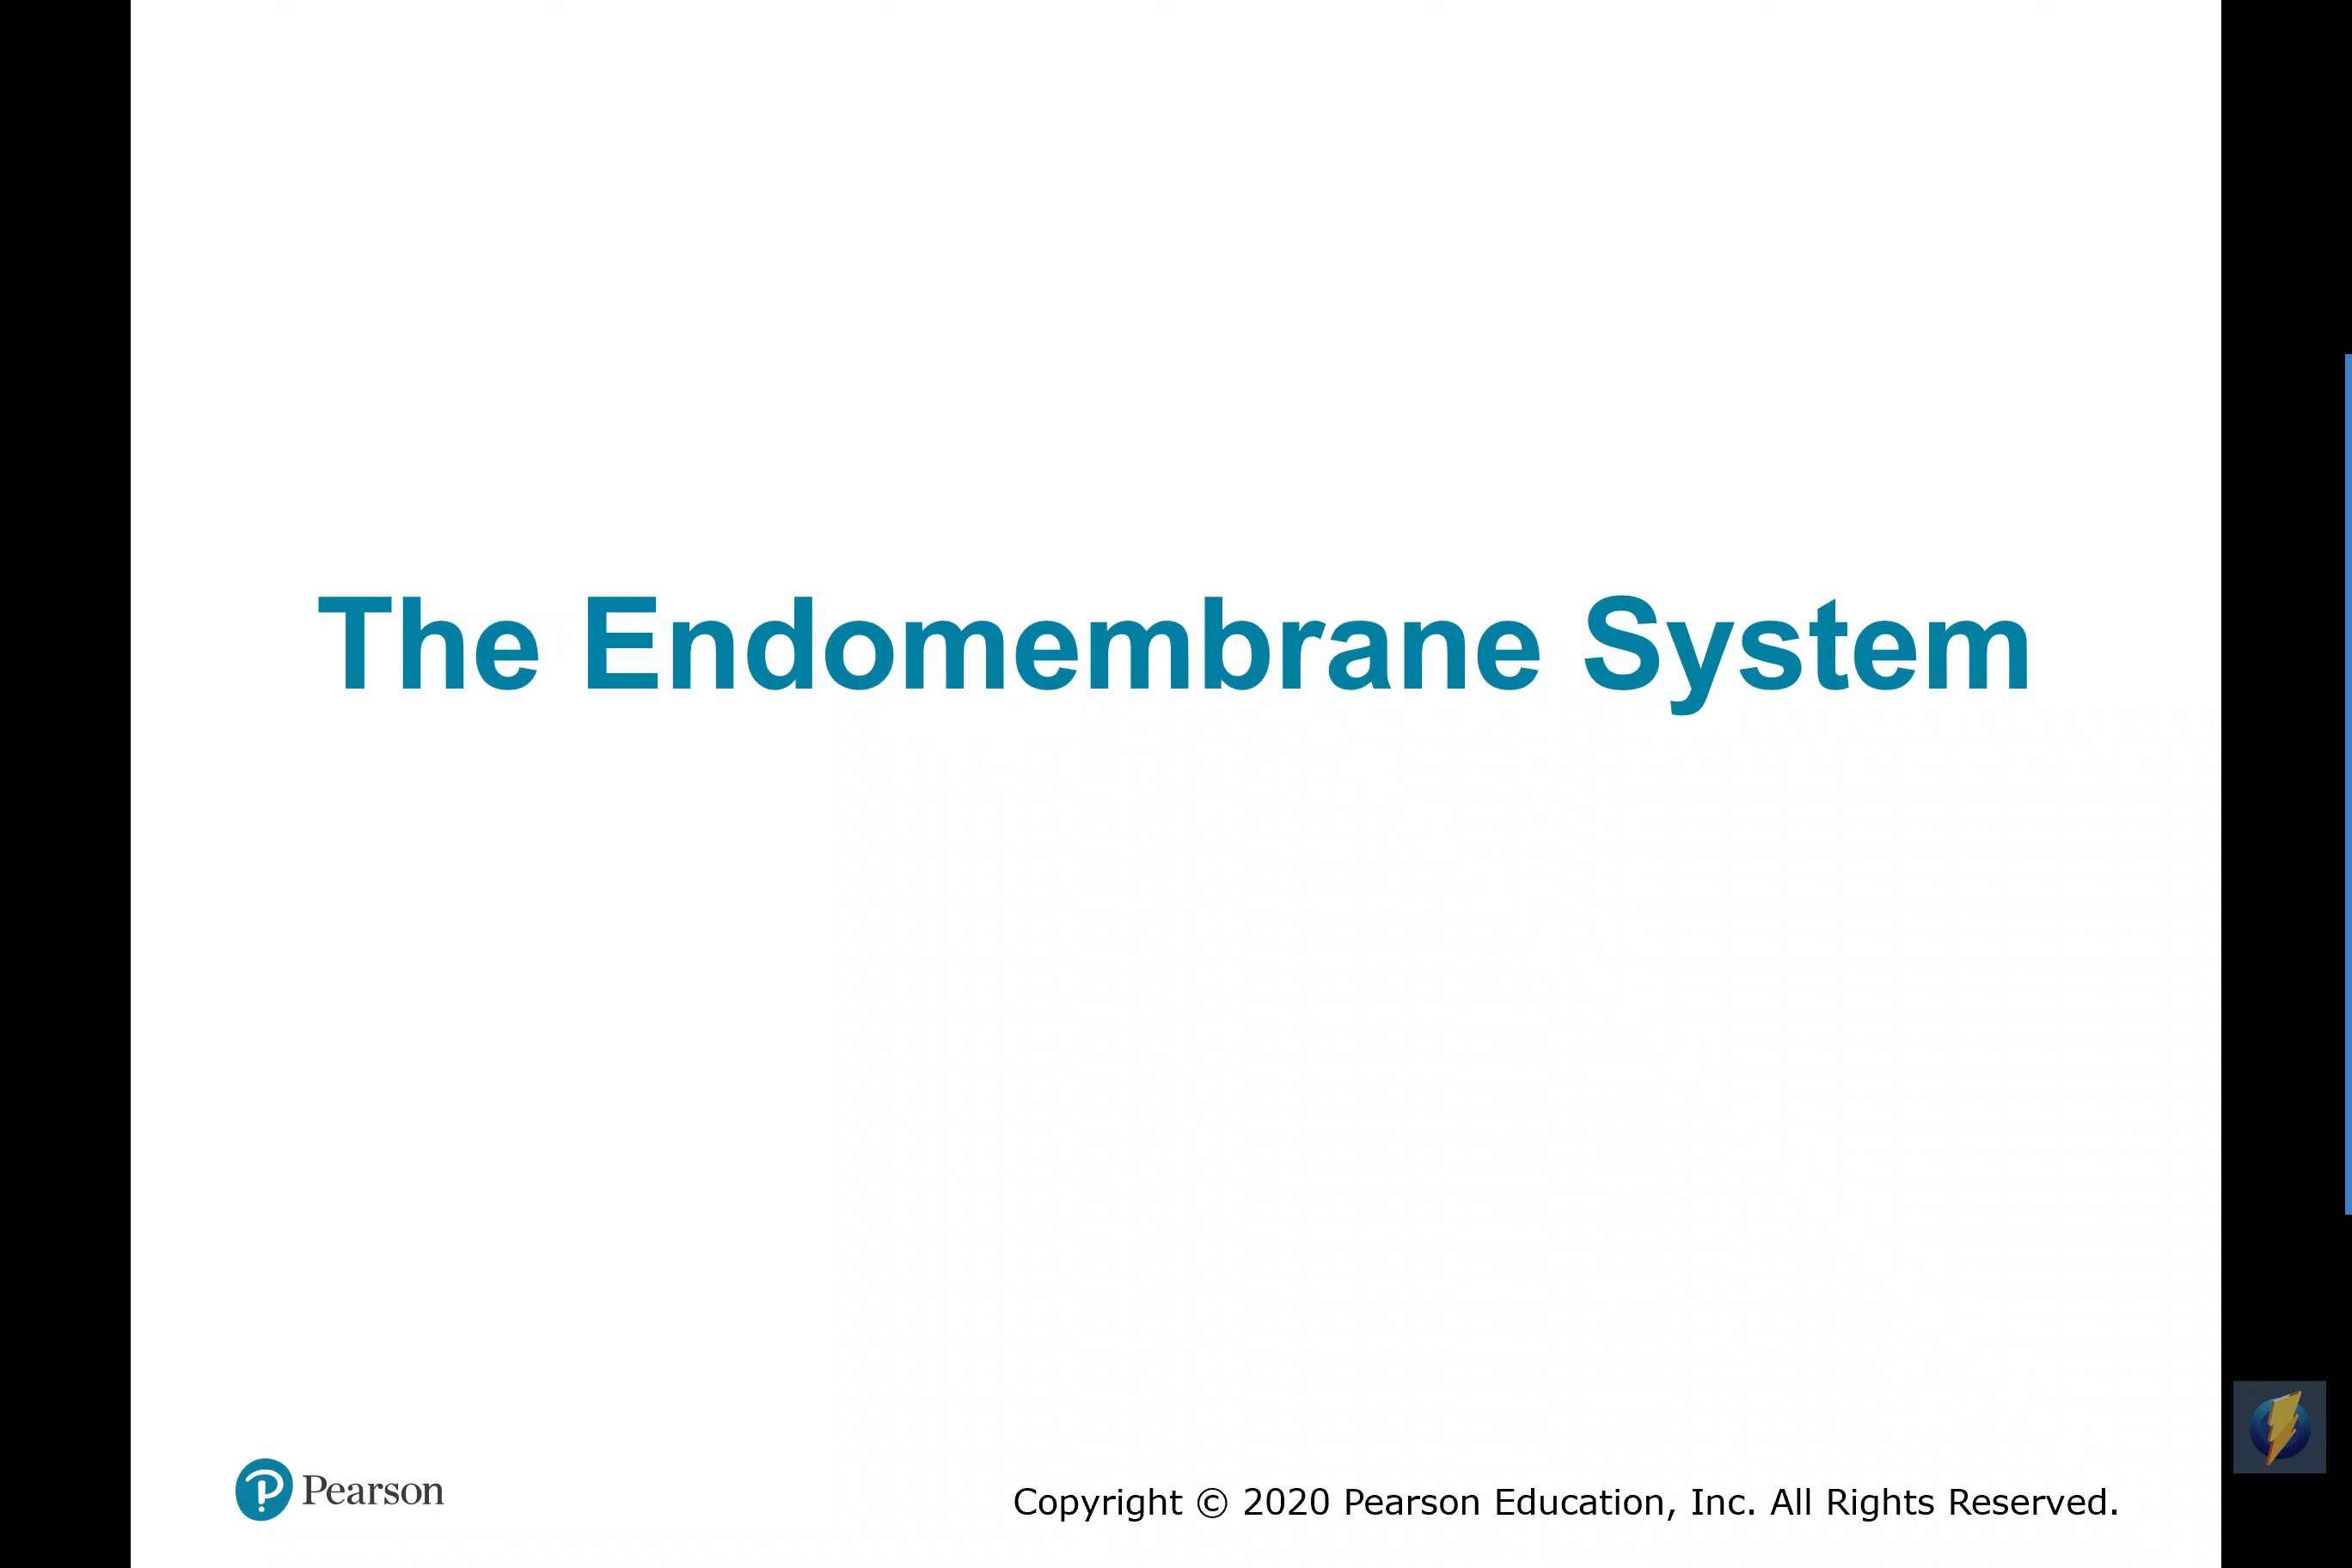 The Endomembrane System
Pearson
Copyright © 2020 Pearson Education, Inc. All Rights Reserved.